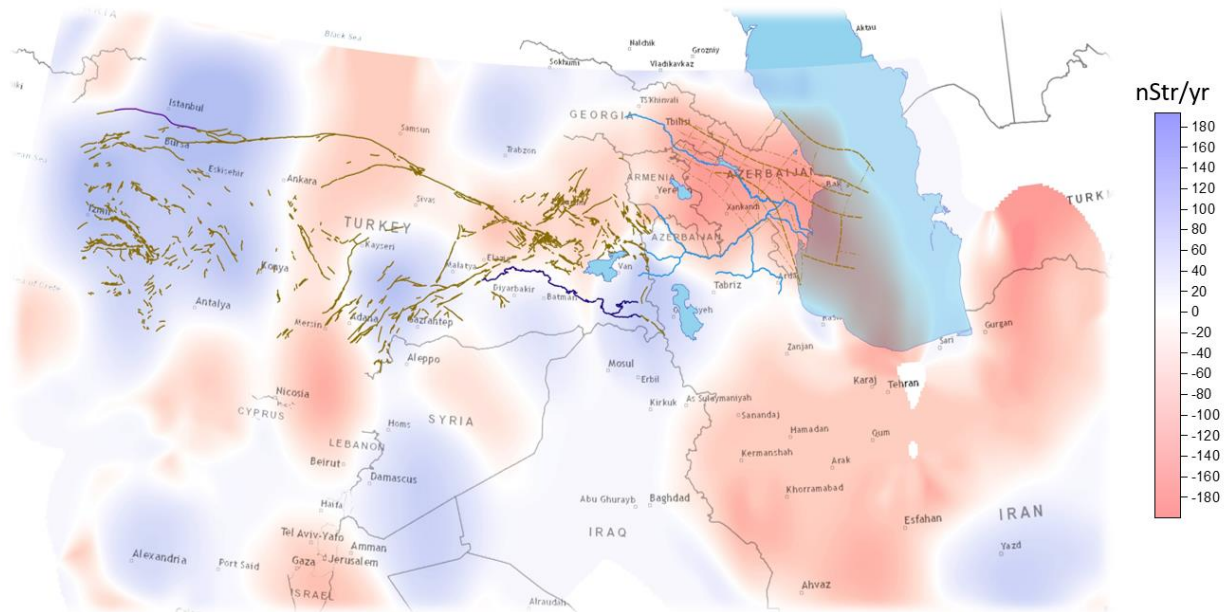 Black Sea
Aktau
Nalchik
Grozny
Sokhumi
Vladikavkaz
nStr/yr
Istanbul
TS'Khinvali
GEORGIA
Tbilisi
Samsun
Bursa
Trabzon
Eskisehir
Ankara
ARMENIA
AZERBAIJAN
Sivas
Izmir
TURKEY
Xankandi
Kayseri
AZERBAIJAN
Konya
Malatya
Elazig
Van
Tabriz
Diyarbakir
Batman
Antalya
Mersin
Adana
Gazıantep
Zanjan
Sari
Gurgan
Aleppo
Mosul
Erbil
Karaj
Tehran
Nicosia
Kirkuk
As Suleymaniyah
CYPRUS
SYRIA
Sanandaj
Homs
Hamadan
Qum
LEBANON
Kermanshah
Beirut
Arak
Damascus
Khorramabad
Abu Ghurayb
Baghdad
Haifa
IRAN
Esfahan
Tel Aviv-Yafo
IRAQ
Amman
Yazd
Alexandria
Port Said
Gaza
Jerusalem
Ahvaz
ISRAEL
180
160
140
120
100
80
60
40
20
0
-20
-40
-60
-80
-100
-120
-140
-160
-180